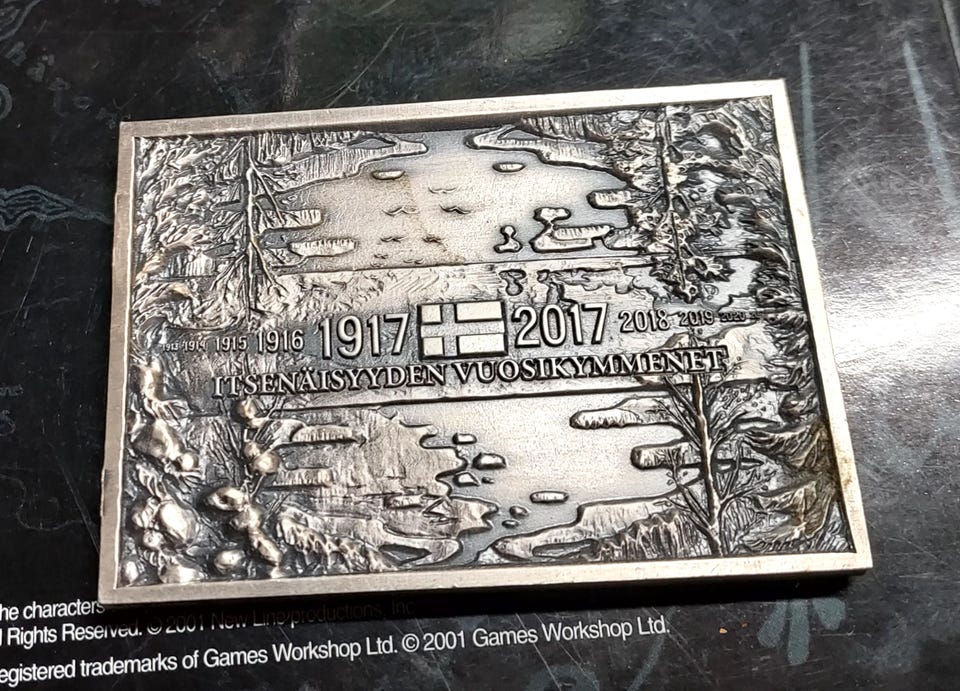 1913 1914 1915 1916 1917 2017 2018 2019 2020
ITSENÄISYYDEN VUOSIKYMMENET
he characters
Rights Reserved. © 2001 New Line productions, Inc
egistered trademarks of Games Workshop Ltd. © 2001 Games Workshop Ltd.